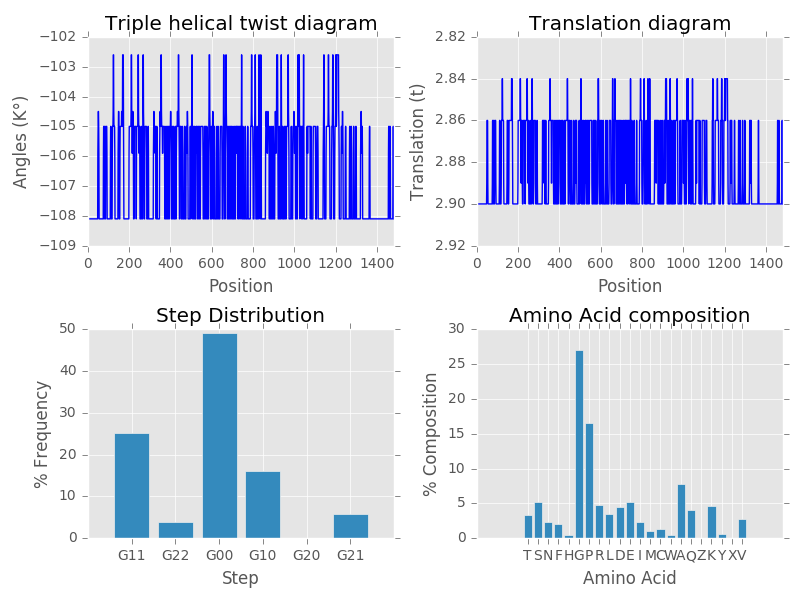 Triple helical twist diagram
Angles (K°)
−102
−103
−104
−105
−106
−107
−108
−109
0 200 400 600 800 1000 1200 1400
Position
Translation diagram
Translation (t)
2.82
2.84
2.86
2.88
2.90
2.92
0 200 400 600 800 1000 1200 1400
Position
Step Distribution
% Frequency
50
40
30
20
10
0
G11 G22 G00 G10 G20 G21
Step
Amino Acid composition
% Composition
30
25
20
15
10
5
0
T S N F H G P R L D E I M C W A Q Z K Y X V
Amino Acid